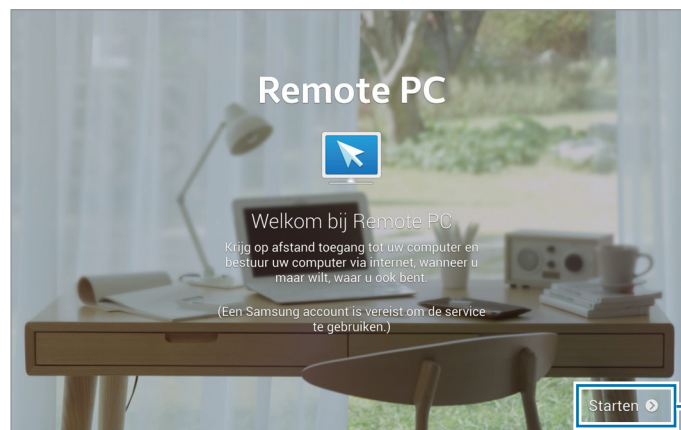 Remote PC
Welkom bij Remote PC
Krijg op afstand toegang tot uw computer en
bestuur uw computer via internet, wanneer u
maar wilt, waar u ook bent.
(Een Samsung account is vereist om de service
te gebruiken.)
Starten